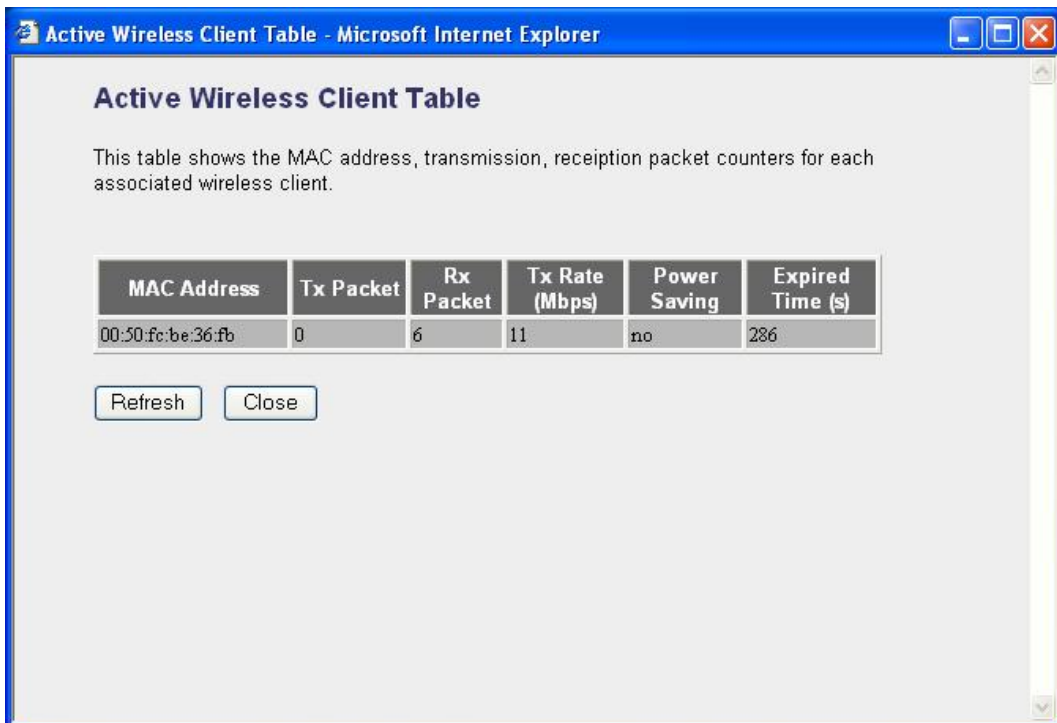 Active Wireless Client Table - Microsoft Internet Explorer
Active Wireless Client Table
This table shows the MAC address, transmission, receiption packet counters for each
associated wireless client.
MAC Address Tx Packet Rx Packet Tx Rate (Mbps) Power Saving Expired Time (s)
00:50:fc:be:36:fb 0 6 11 no 286
Refresh Close